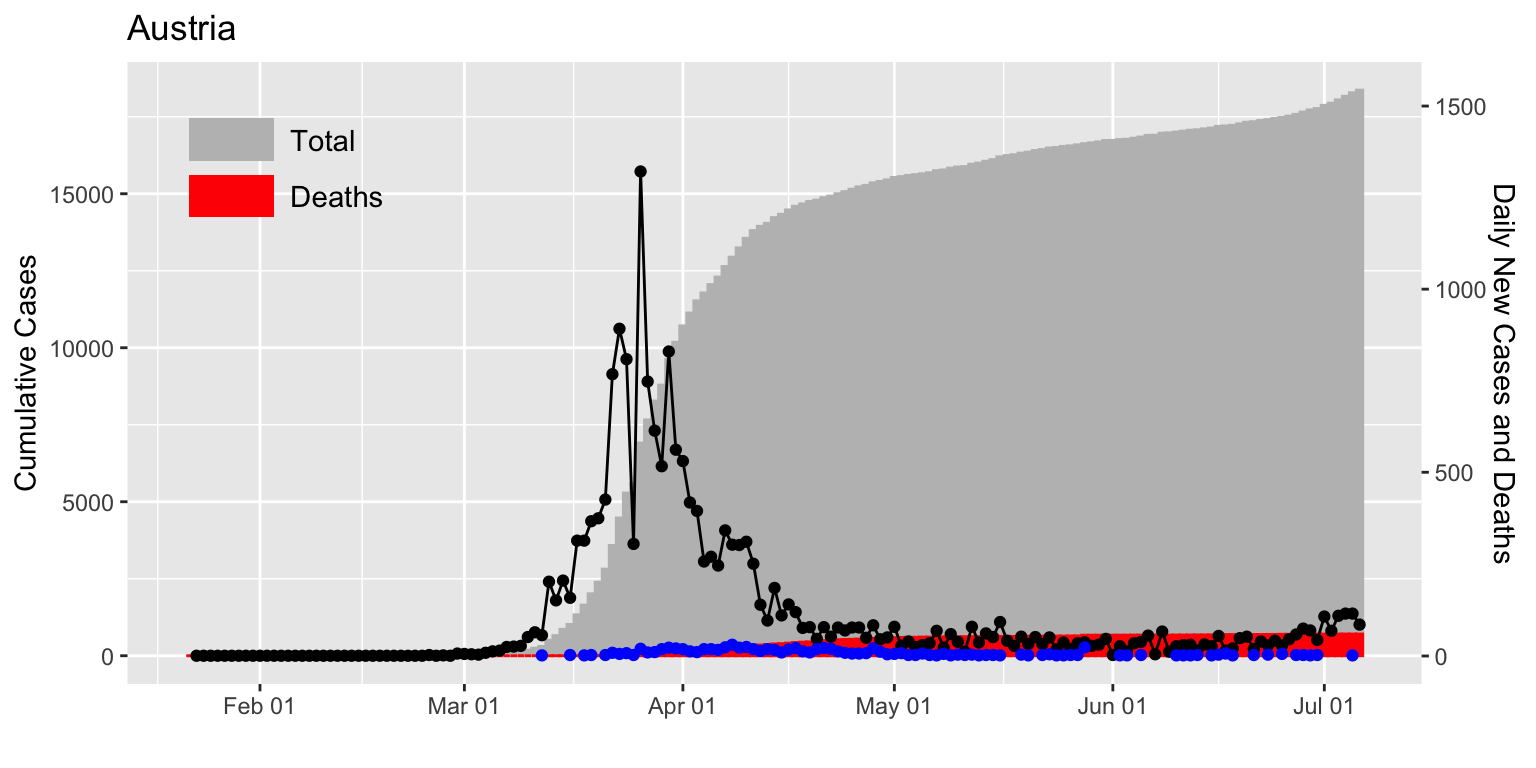 Austria
Total
Deaths
Cumulative Cases
15000
10000
5000
0
1500
1000
500
0
Daily New Cases and Deaths
Feb 01
Mar 01
Apr 01
May 01
Jun 01
Jul 01